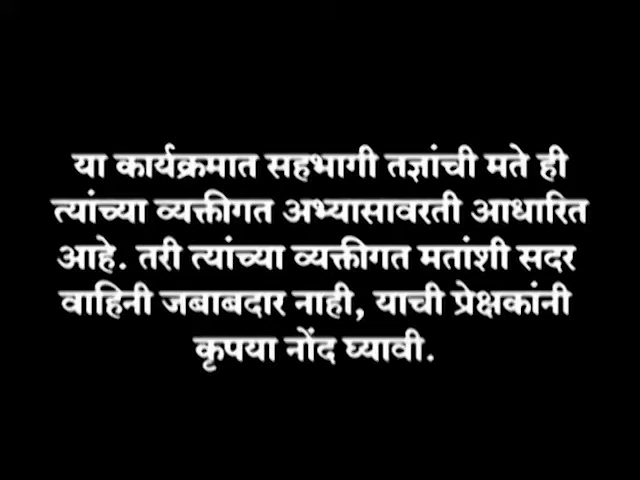 या कार्यक्रमात सहभागी तज्ञांची मते ही
त्यांच्या व्यक्तीगत अभ्यासावरती आधारित
आहे. तरी त्यांच्या व्यक्तीगत मतांशी सदर
वाहिनी जबाबदार नाही, याची प्रेक्षकांनी
कृपया नोंद घ्यावी.